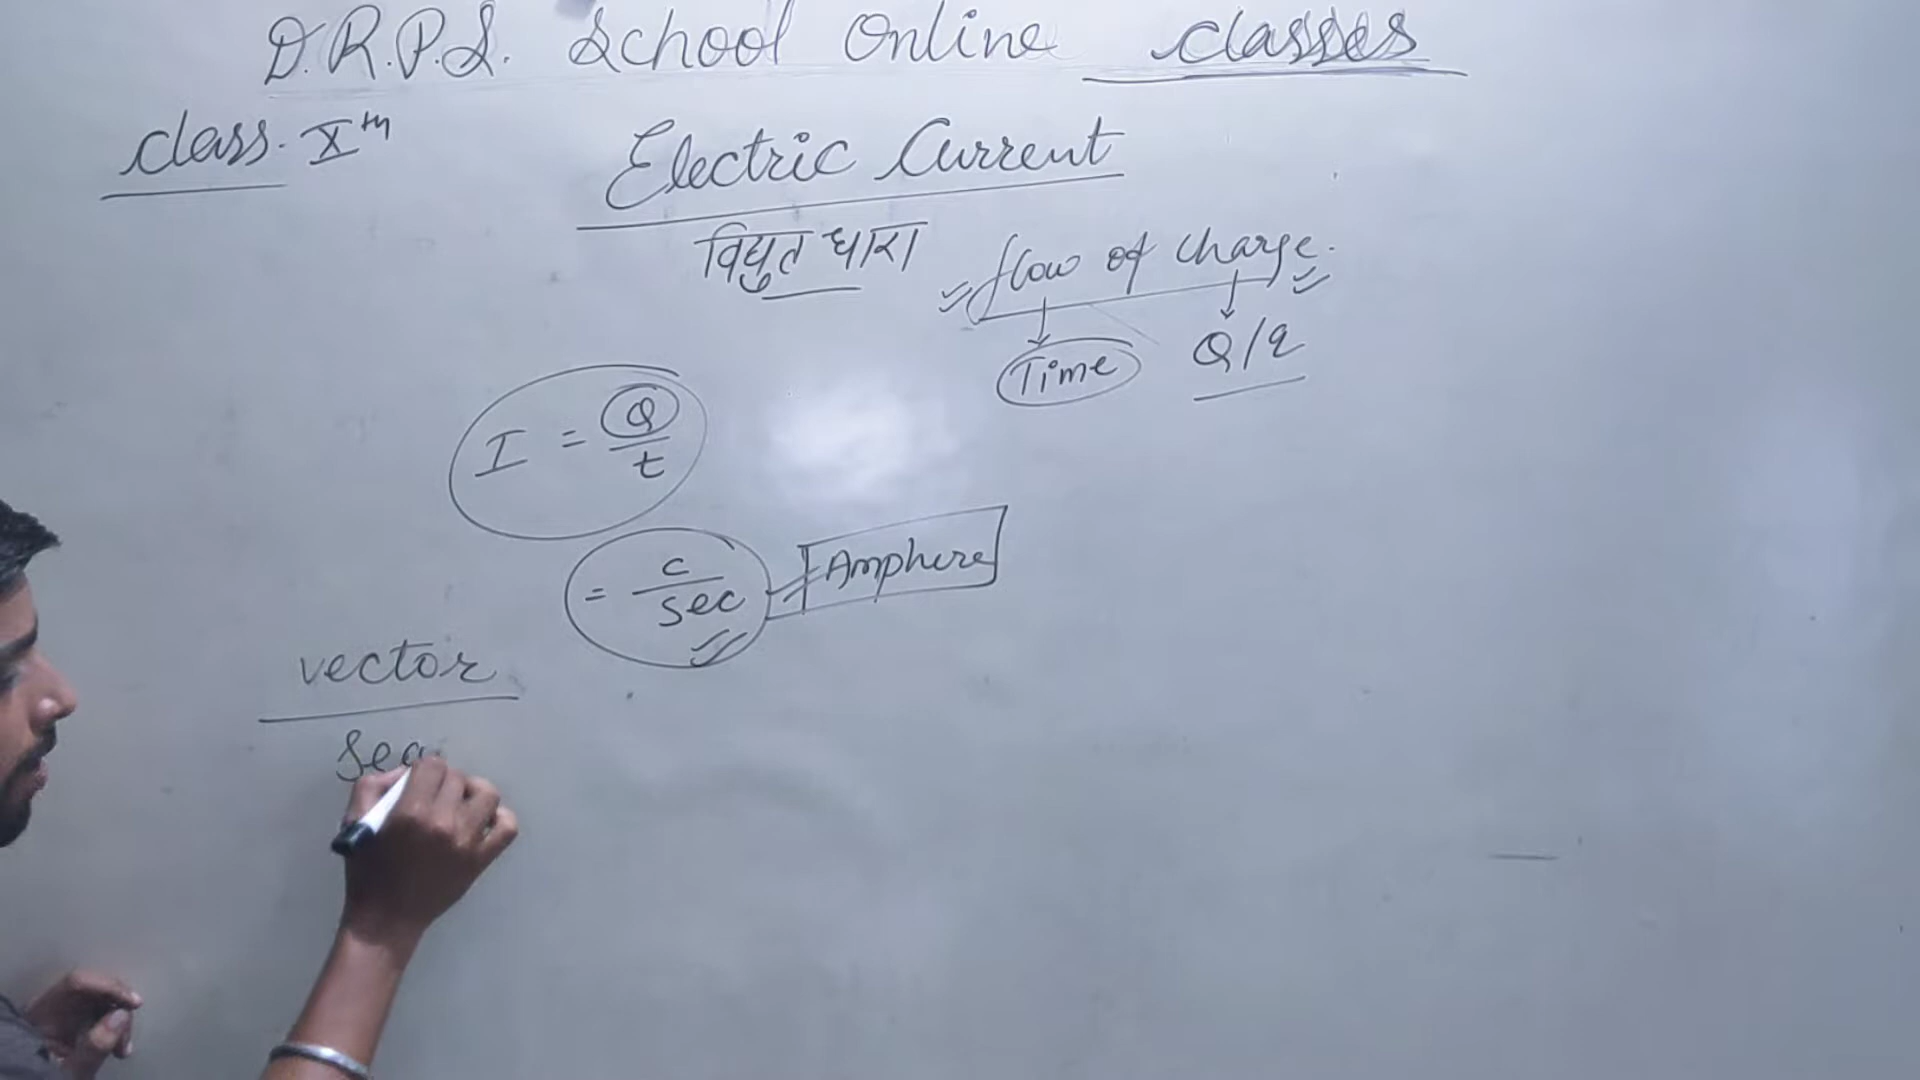 D.R.P.S. School Online classes
class. Xth
Electric Current
विद्युत धारा
flow of charge.
Time
Q/q
I = Q/t
= c/sec
Amphere
vector